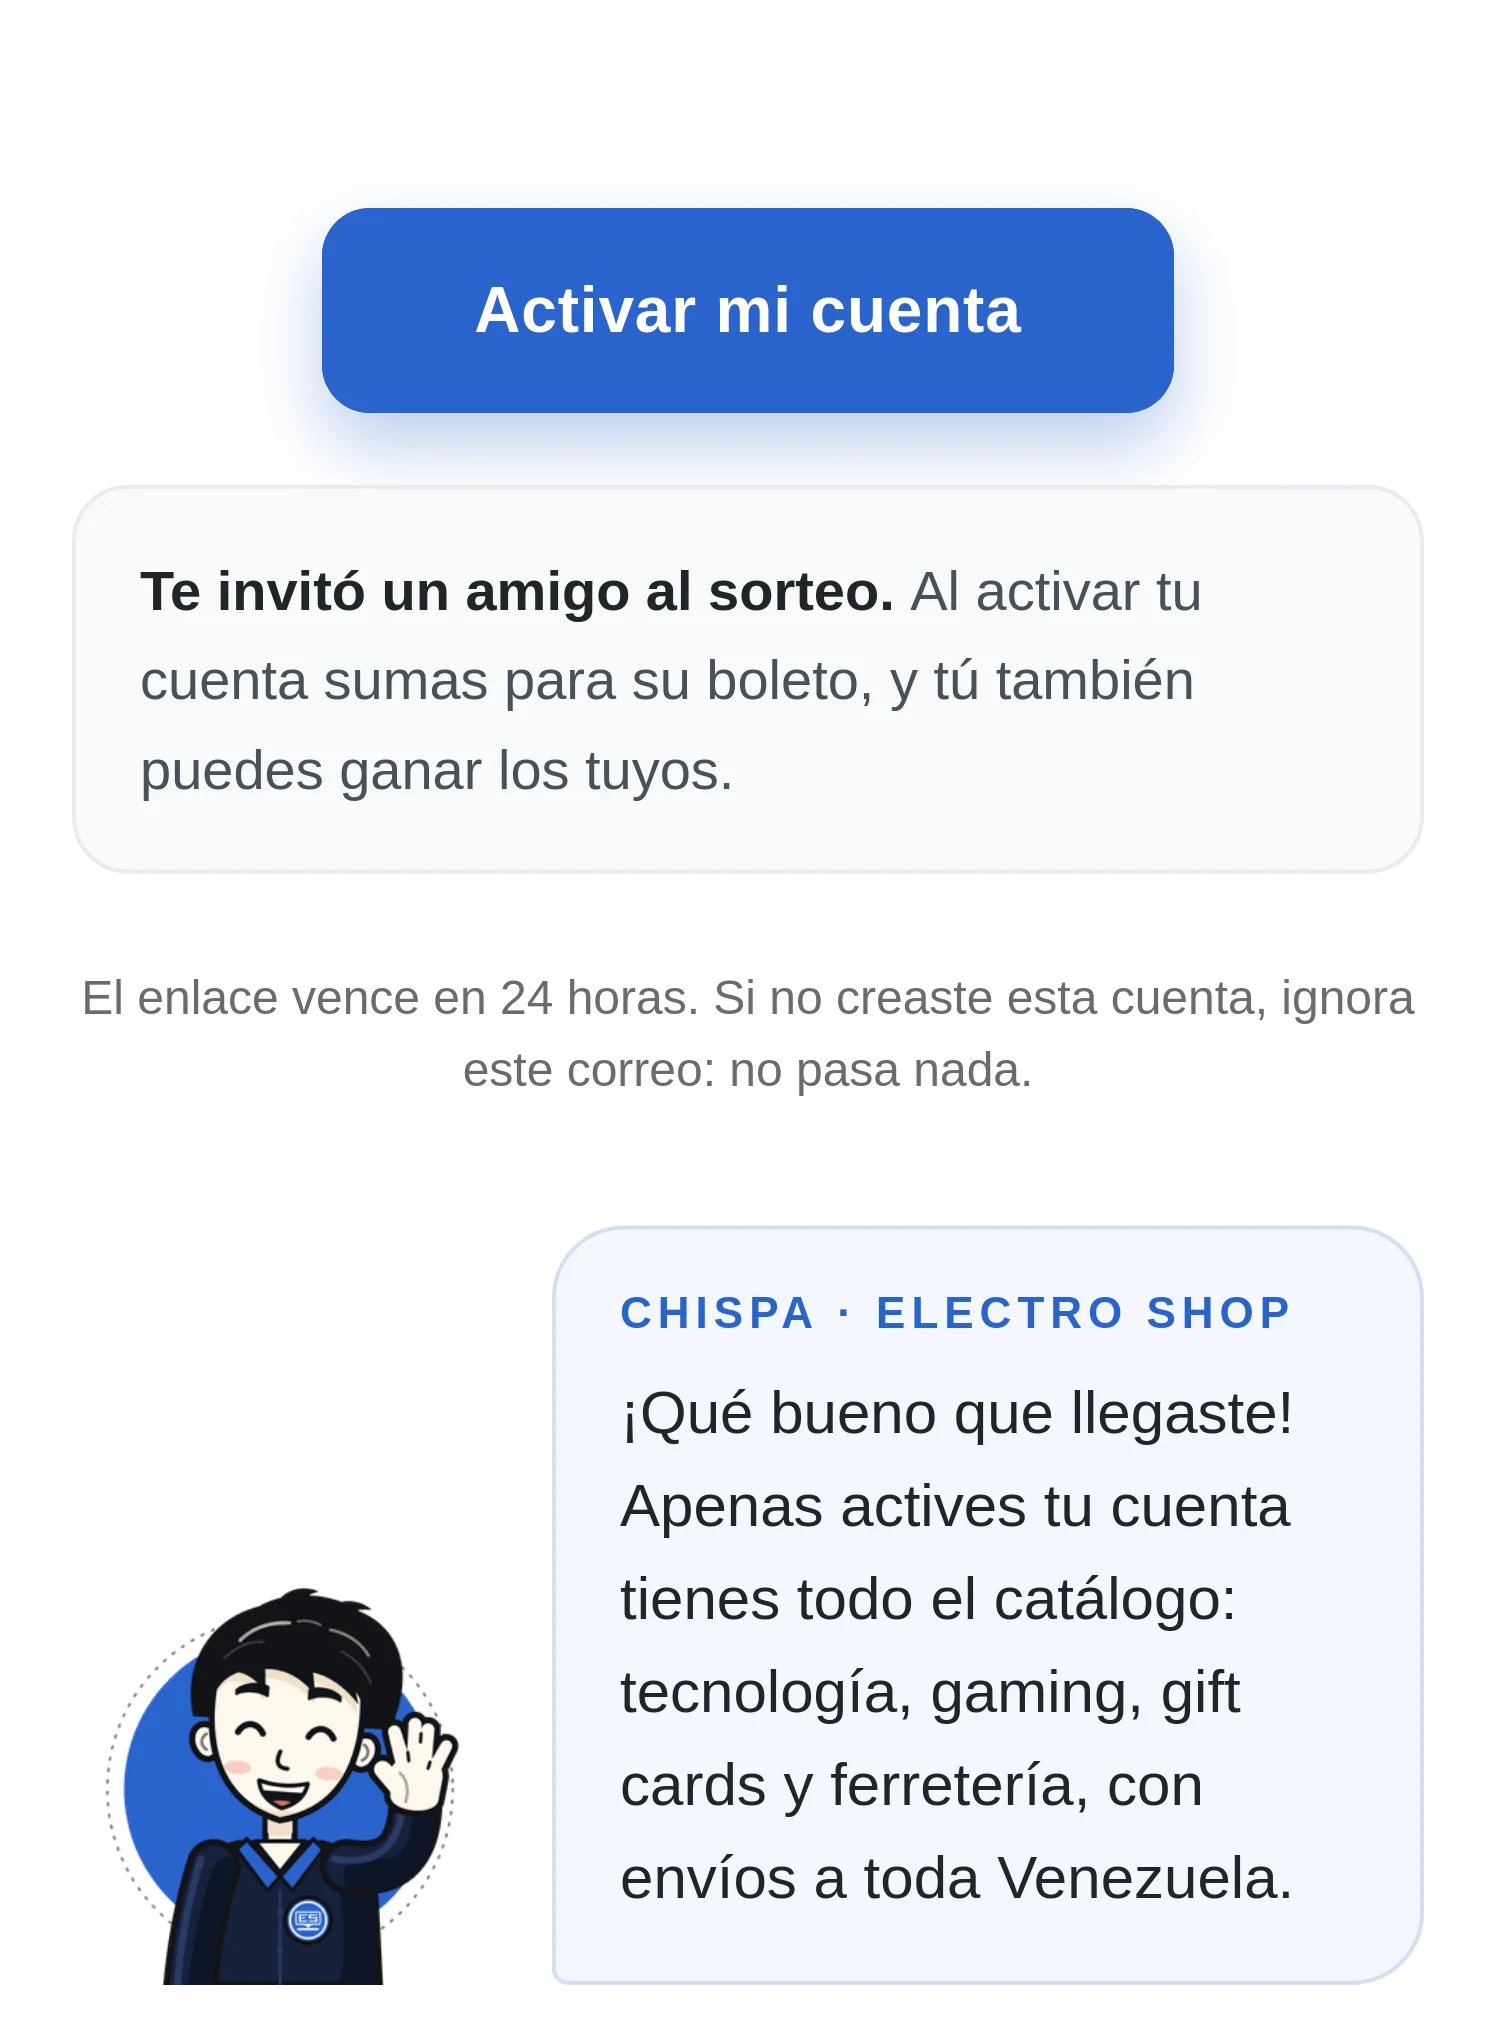 Activar mi cuenta
Te invitó un amigo al sorteo. Al activar tu
cuenta sumas para su boleto, y tú también
puedes ganar los tuyos.
El enlace vence en 24 horas. Si no creaste esta cuenta, ignora
este correo: no pasa nada.
CHISPA · ELECTRO SHOP
¡Qué bueno que llegaste!
Apenas actives tu cuenta
tienes todo el catálogo:
tecnología, gaming, gift
cards y ferretería, con
envíos a toda Venezuela.
ES